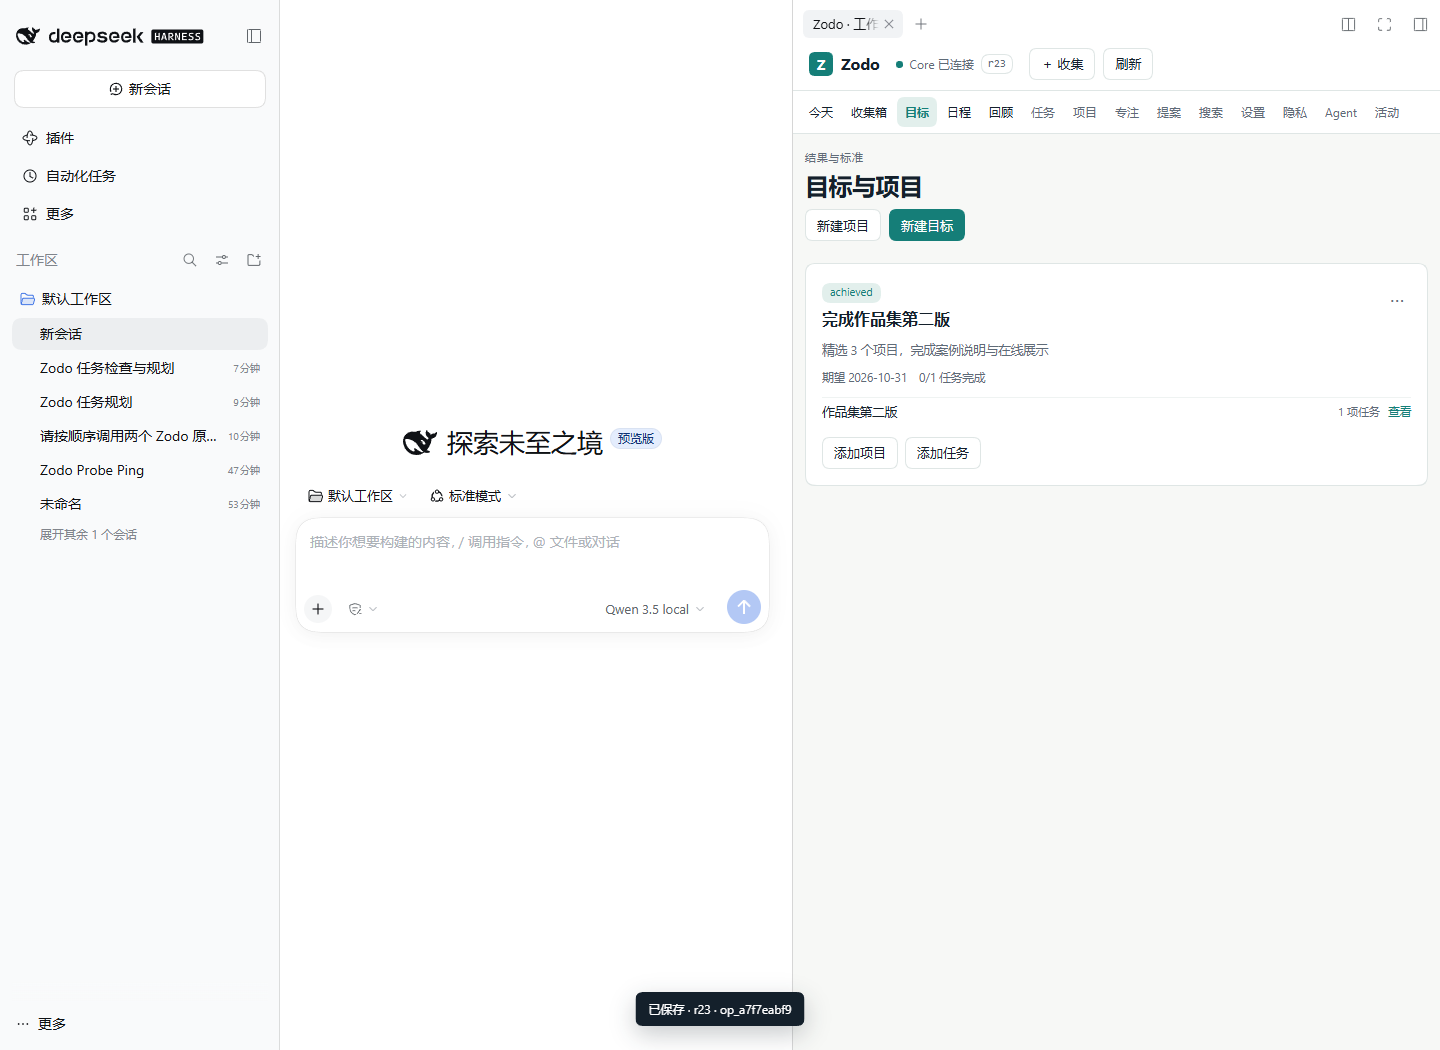 deepseek HARNESS
新会话
插件
自动化任务
更多
工作区
默认工作区
新会话
Zodo 任务检查与规划 7分钟
Zodo 任务规划 9分钟
请按顺序调用两个 Zodo 原... 10分钟
Zodo Probe Ping 47分钟
未命名 53分钟
展开其余 1 个会话
... 更多
探索未至之境 预览版
默认工作区 标准模式
描述你想要构建的内容, / 调用指令, @ 文件或对话
Qwen 3.5 local
已保存 · r23 · op_a7f7eabf9
Zodo · 工作
Z Zodo Core 已连接 r23 + 收集 刷新
今天 收集箱 目标 日程 回顾 任务 项目 专注 提案 搜索 设置 隐私 Agent 活动
结果与标准
目标与项目
新建项目 新建目标
achieved ...
完成作品集第二版
精选 3 个项目，完成案例说明与在线展示
期望 2026-10-31 0/1 任务完成
作品集第二版 1 项任务 查看
添加项目 添加任务